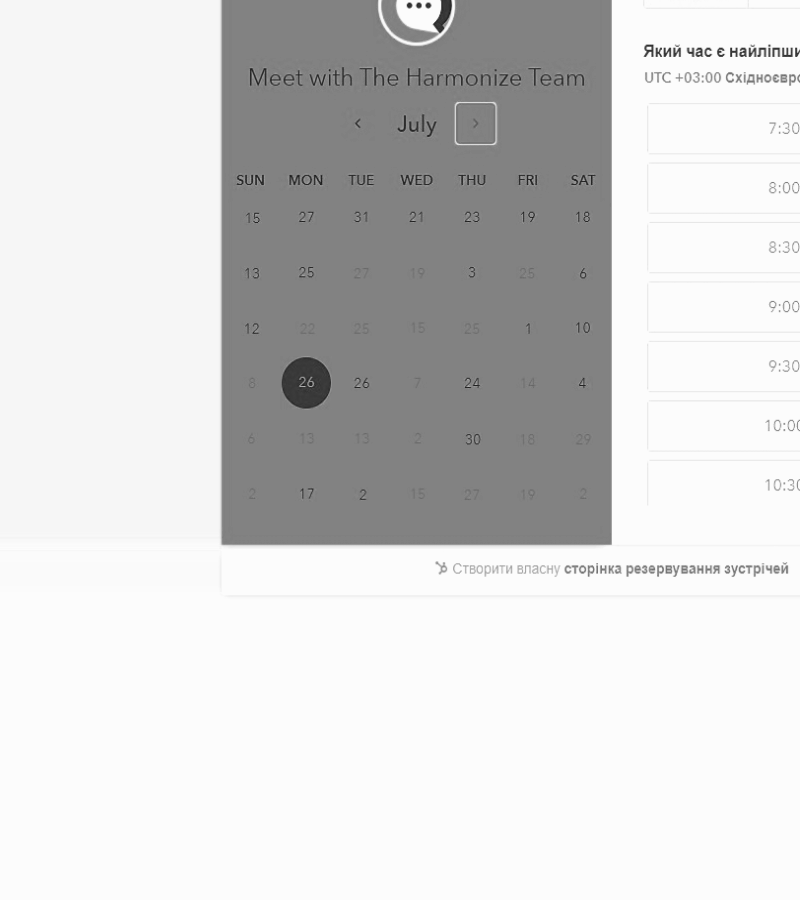 Meet with The Harmonize Team
July
SUN MON TUE WED THU FRI SAT
15 27 31 21 23 19 18
13 25 27 19 3 25 6
12 22 25 15 25 1 10
8 26 26 7 24 14 4
6 13 13 2 30 18 29
2 17 2 15 27 19 2
Який час є
UTC +03:00
7:30
8:00
8:30
9:00
9:30
10:00
10:30
Створити власну сторінка резервування зустрічей